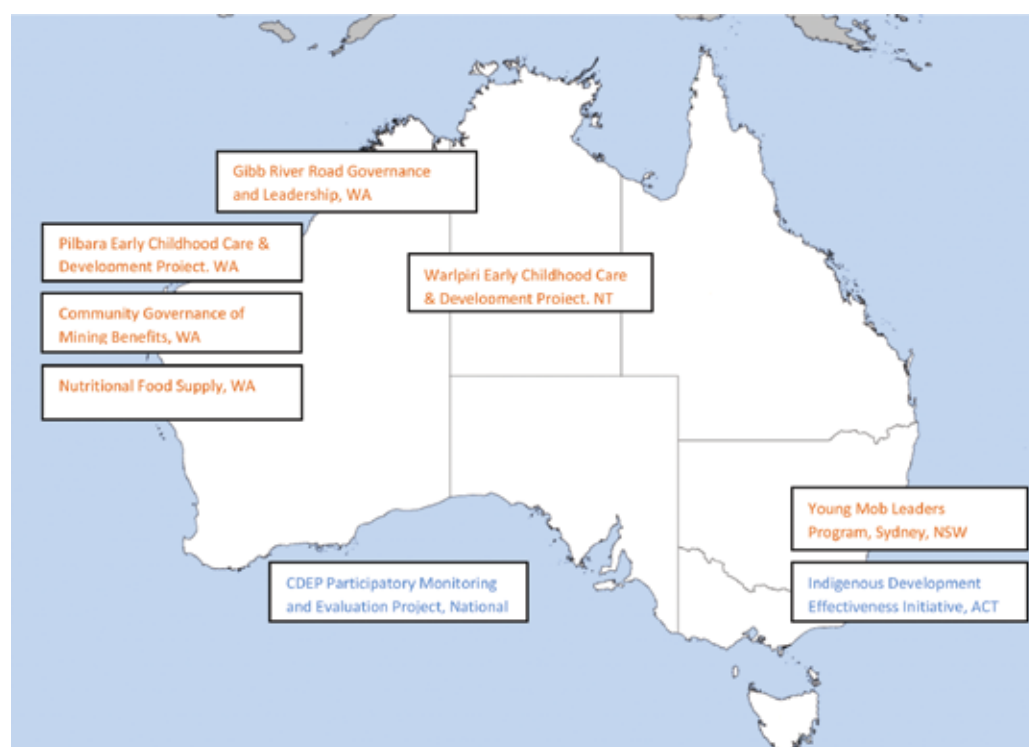 Gibb River Road Governance
and Leadership, WA
Pilbara Early Childhood Care &
Development Project, WA
Community Governance of
Mining Benefits, WA
Nutritional Food Supply, WA
Warlpiri Early Childhood Care
& Development Project, NT
Young Mob Leaders
Program, Sydney, NSW
CDEP Participatory Monitoring
and Evaluation Project, National
Indigenous Development
Effectiveness Initiative, ACT